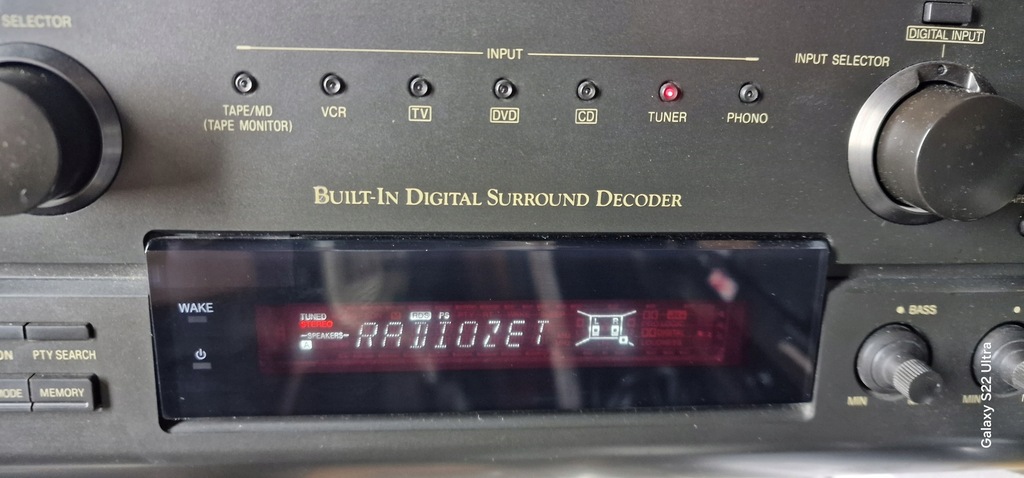 SELECTOR
INPUT
DIGITAL INPUT
INPUT SELECTOR
TAPE/MD
(TAPE MONITOR)
VCR
TV
DVD
CD
TUNER
PHONO
BUILT-IN DIGITAL SURROUND DECODER
WAKE
TUNED
STEREO
RDS PS
SPEAKERS
A
RADIOZET
L R
BASS
PTY SEARCH
MEMORY
MIN
MIN
Galaxy S22 Ultra